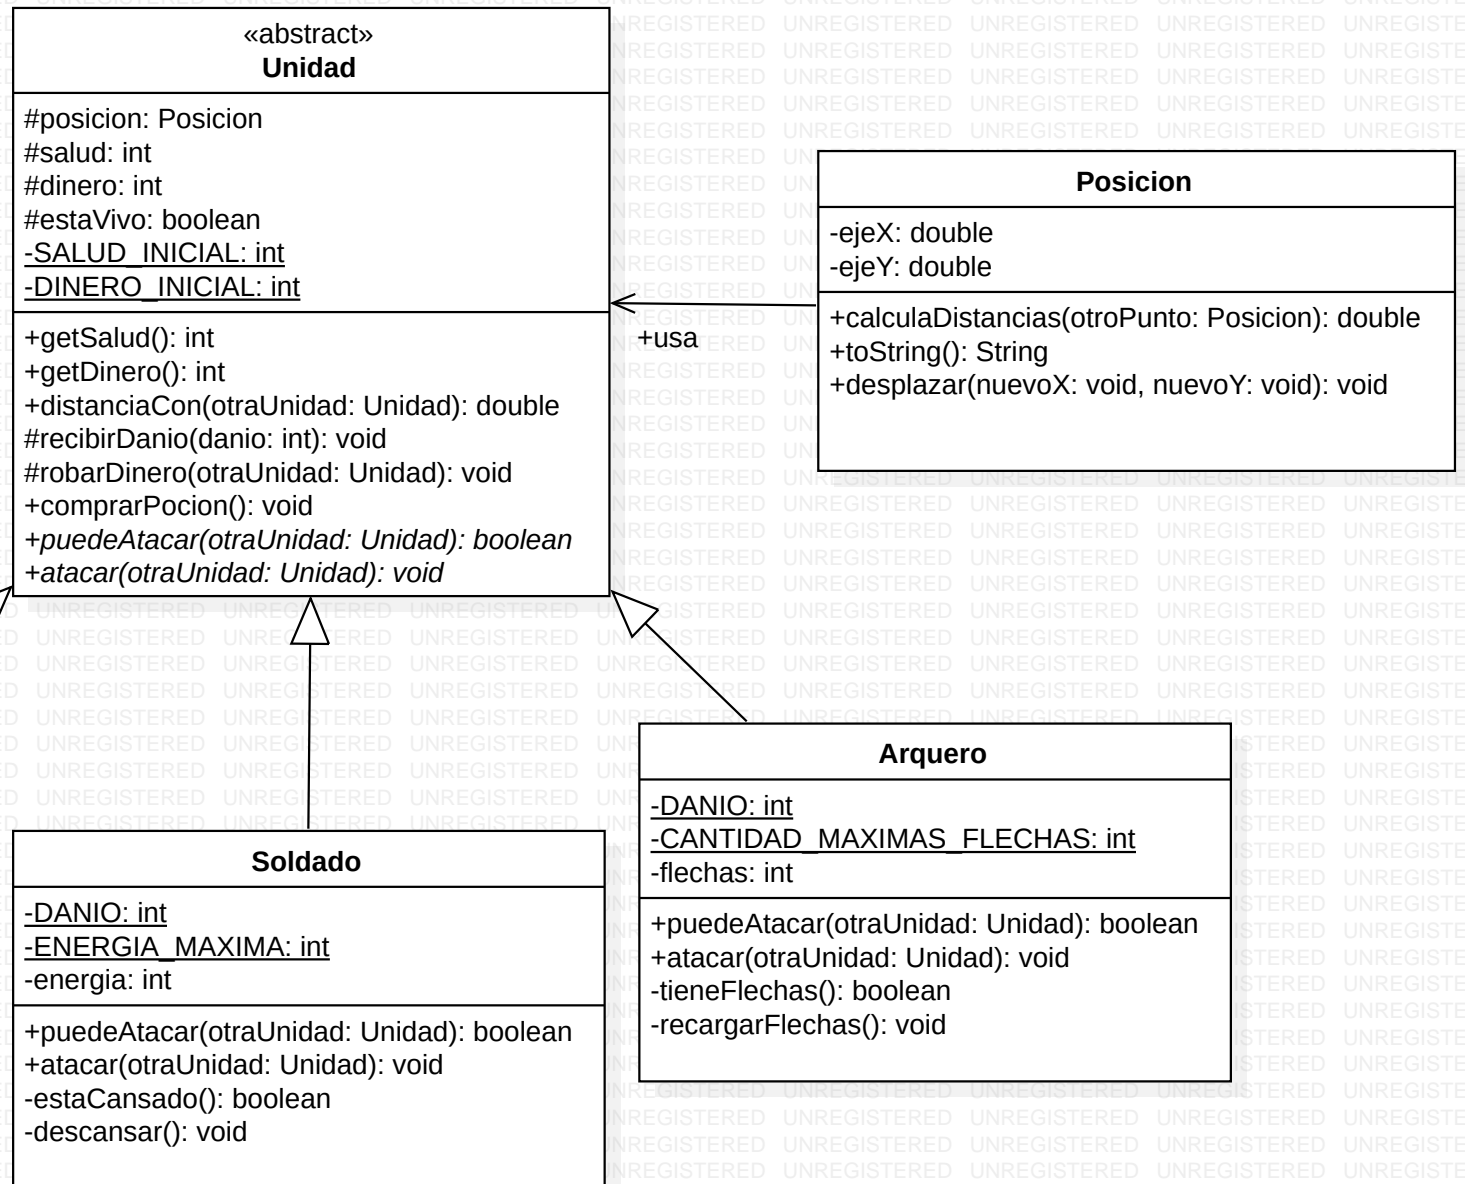 «abstract»
Unidad
#posicion: Posicion
#salud: int
#dinero: int
#estaVivo: boolean
-SALUD_INICIAL: int
-DINERO_INICIAL: int
+getSalud(): int
+getDinero(): int
+distanciaCon(otraUnidad: Unidad): double
#recibirDanio(danio: int): void
#robarDinero(otraUnidad: Unidad): void
+comprarPocion(): void
+puedeAtacar(otraUnidad: Unidad): boolean
+atacar(otraUnidad: Unidad): void
+usa
Posicion
-ejeX: double
-ejeY: double
+calculaDistancias(otroPunto: Posicion): double
+toString(): String
+desplazar(nuevoX: void, nuevoY: void): void
Soldado
-DANIO: int
-ENERGIA_MAXIMA: int
-energia: int
+puedeAtacar(otraUnidad: Unidad): boolean
+atacar(otraUnidad: Unidad): void
-estaCansado(): boolean
-descansar(): void
Arquero
-DANIO: int
-CANTIDAD_MAXIMAS_FLECHAS: int
-flechas: int
+puedeAtacar(otraUnidad: Unidad): boolean
+atacar(otraUnidad: Unidad): void
-tieneFlechas(): boolean
-recargarFlechas(): void
UNREGISTERED